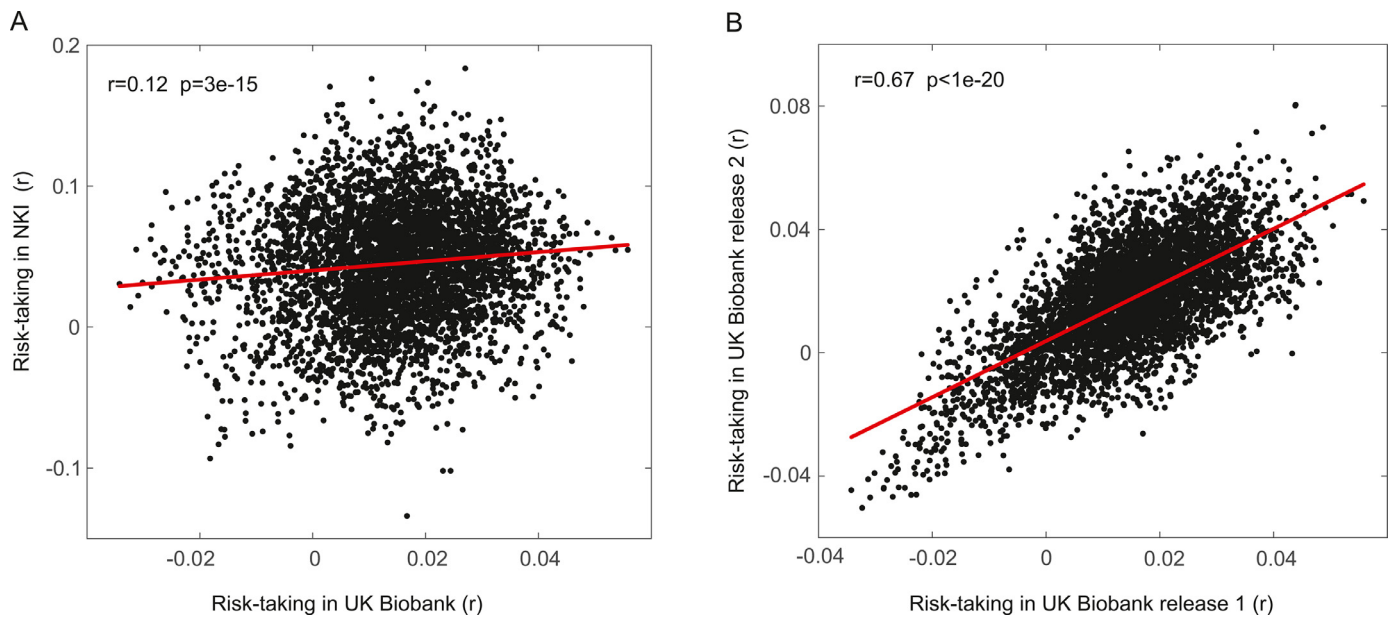 A
B
0.2
0.1
0
-0.1
r=0.12 p=3e-15
Risk-taking in NKI (r)
-0.02
0
0.02
0.04
Risk-taking in UK Biobank (r)
0.08
0.04
0
-0.04
r=0.67 p<1e-20
Risk-taking in UK Biobank release 2 (r)
-0.04
-0.02
0
0.02
0.04
Risk-taking in UK Biobank release 1 (r)